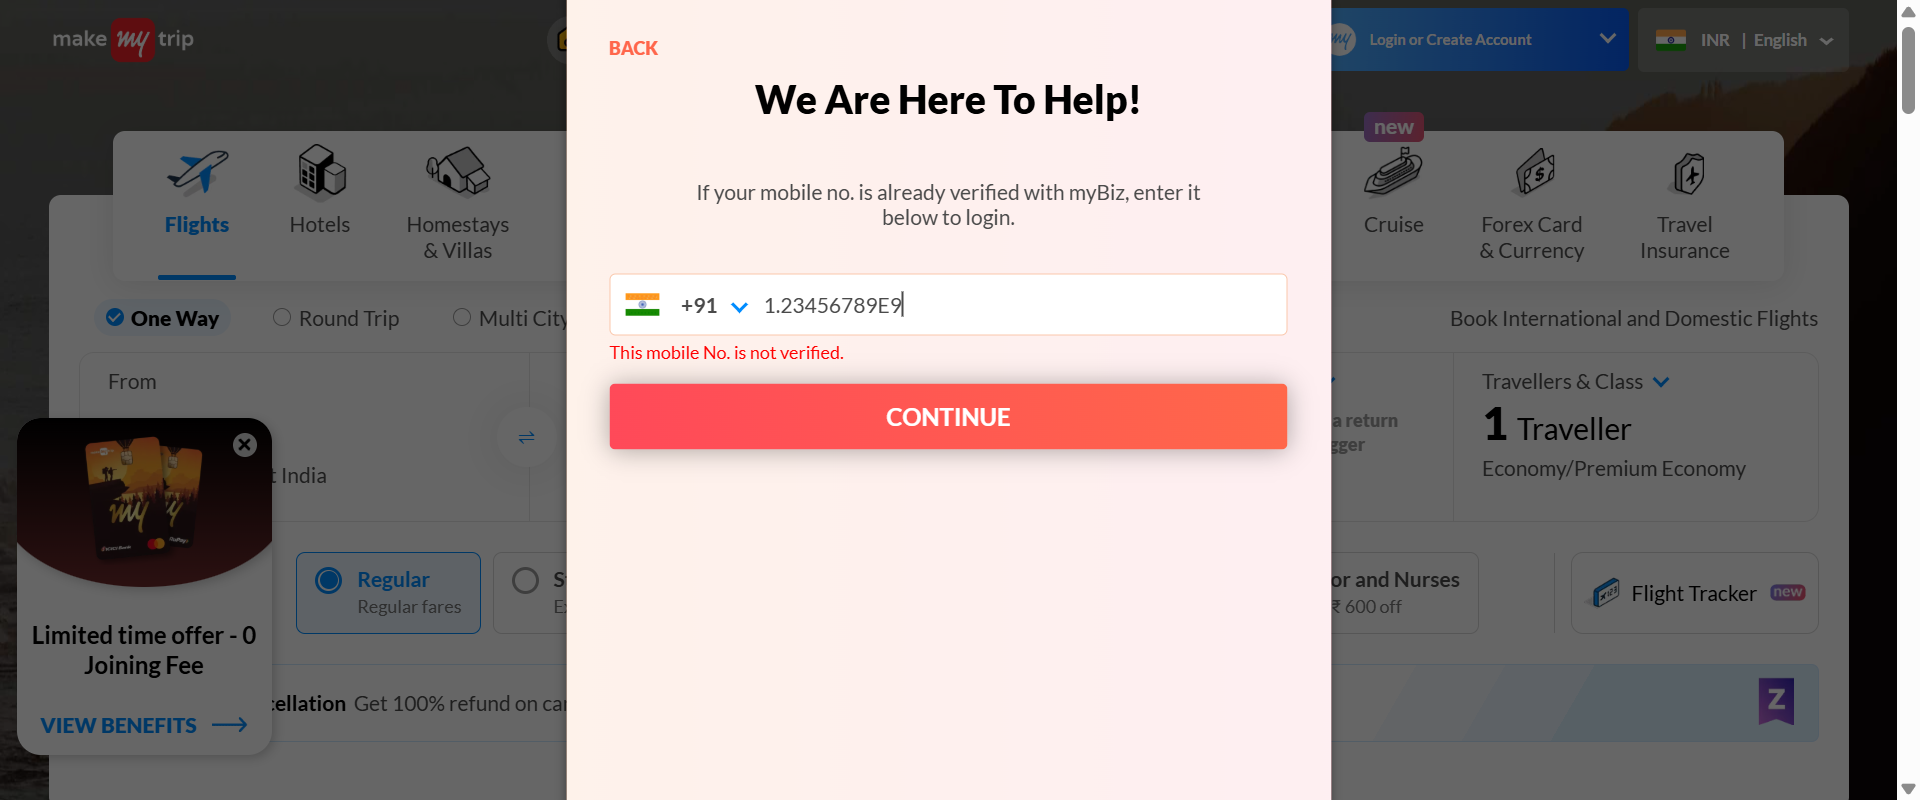 make my trip
Login or Create Account
INR | English
Flights
Hotels
Homestays
& Villas
new
Cruise
Forex Card
& Currency
Travel
Insurance
One Way
Round Trip
Multi City
Book International and Domestic Flights
From
India
Travellers & Class
1 Traveller
Economy/Premium Economy
a return
Regular
Regular fares
or and Nurses
₹ 600 off
Flight Tracker new
Get 100% refund on
Z
BACK
We Are Here To Help!
If your mobile no. is already verified with myBiz, enter it
below to login.
+91 1.23456789E9
This mobile No. is not verified.
CONTINUE
my
Limited time offer - 0
Joining Fee
VIEW BENEFITS